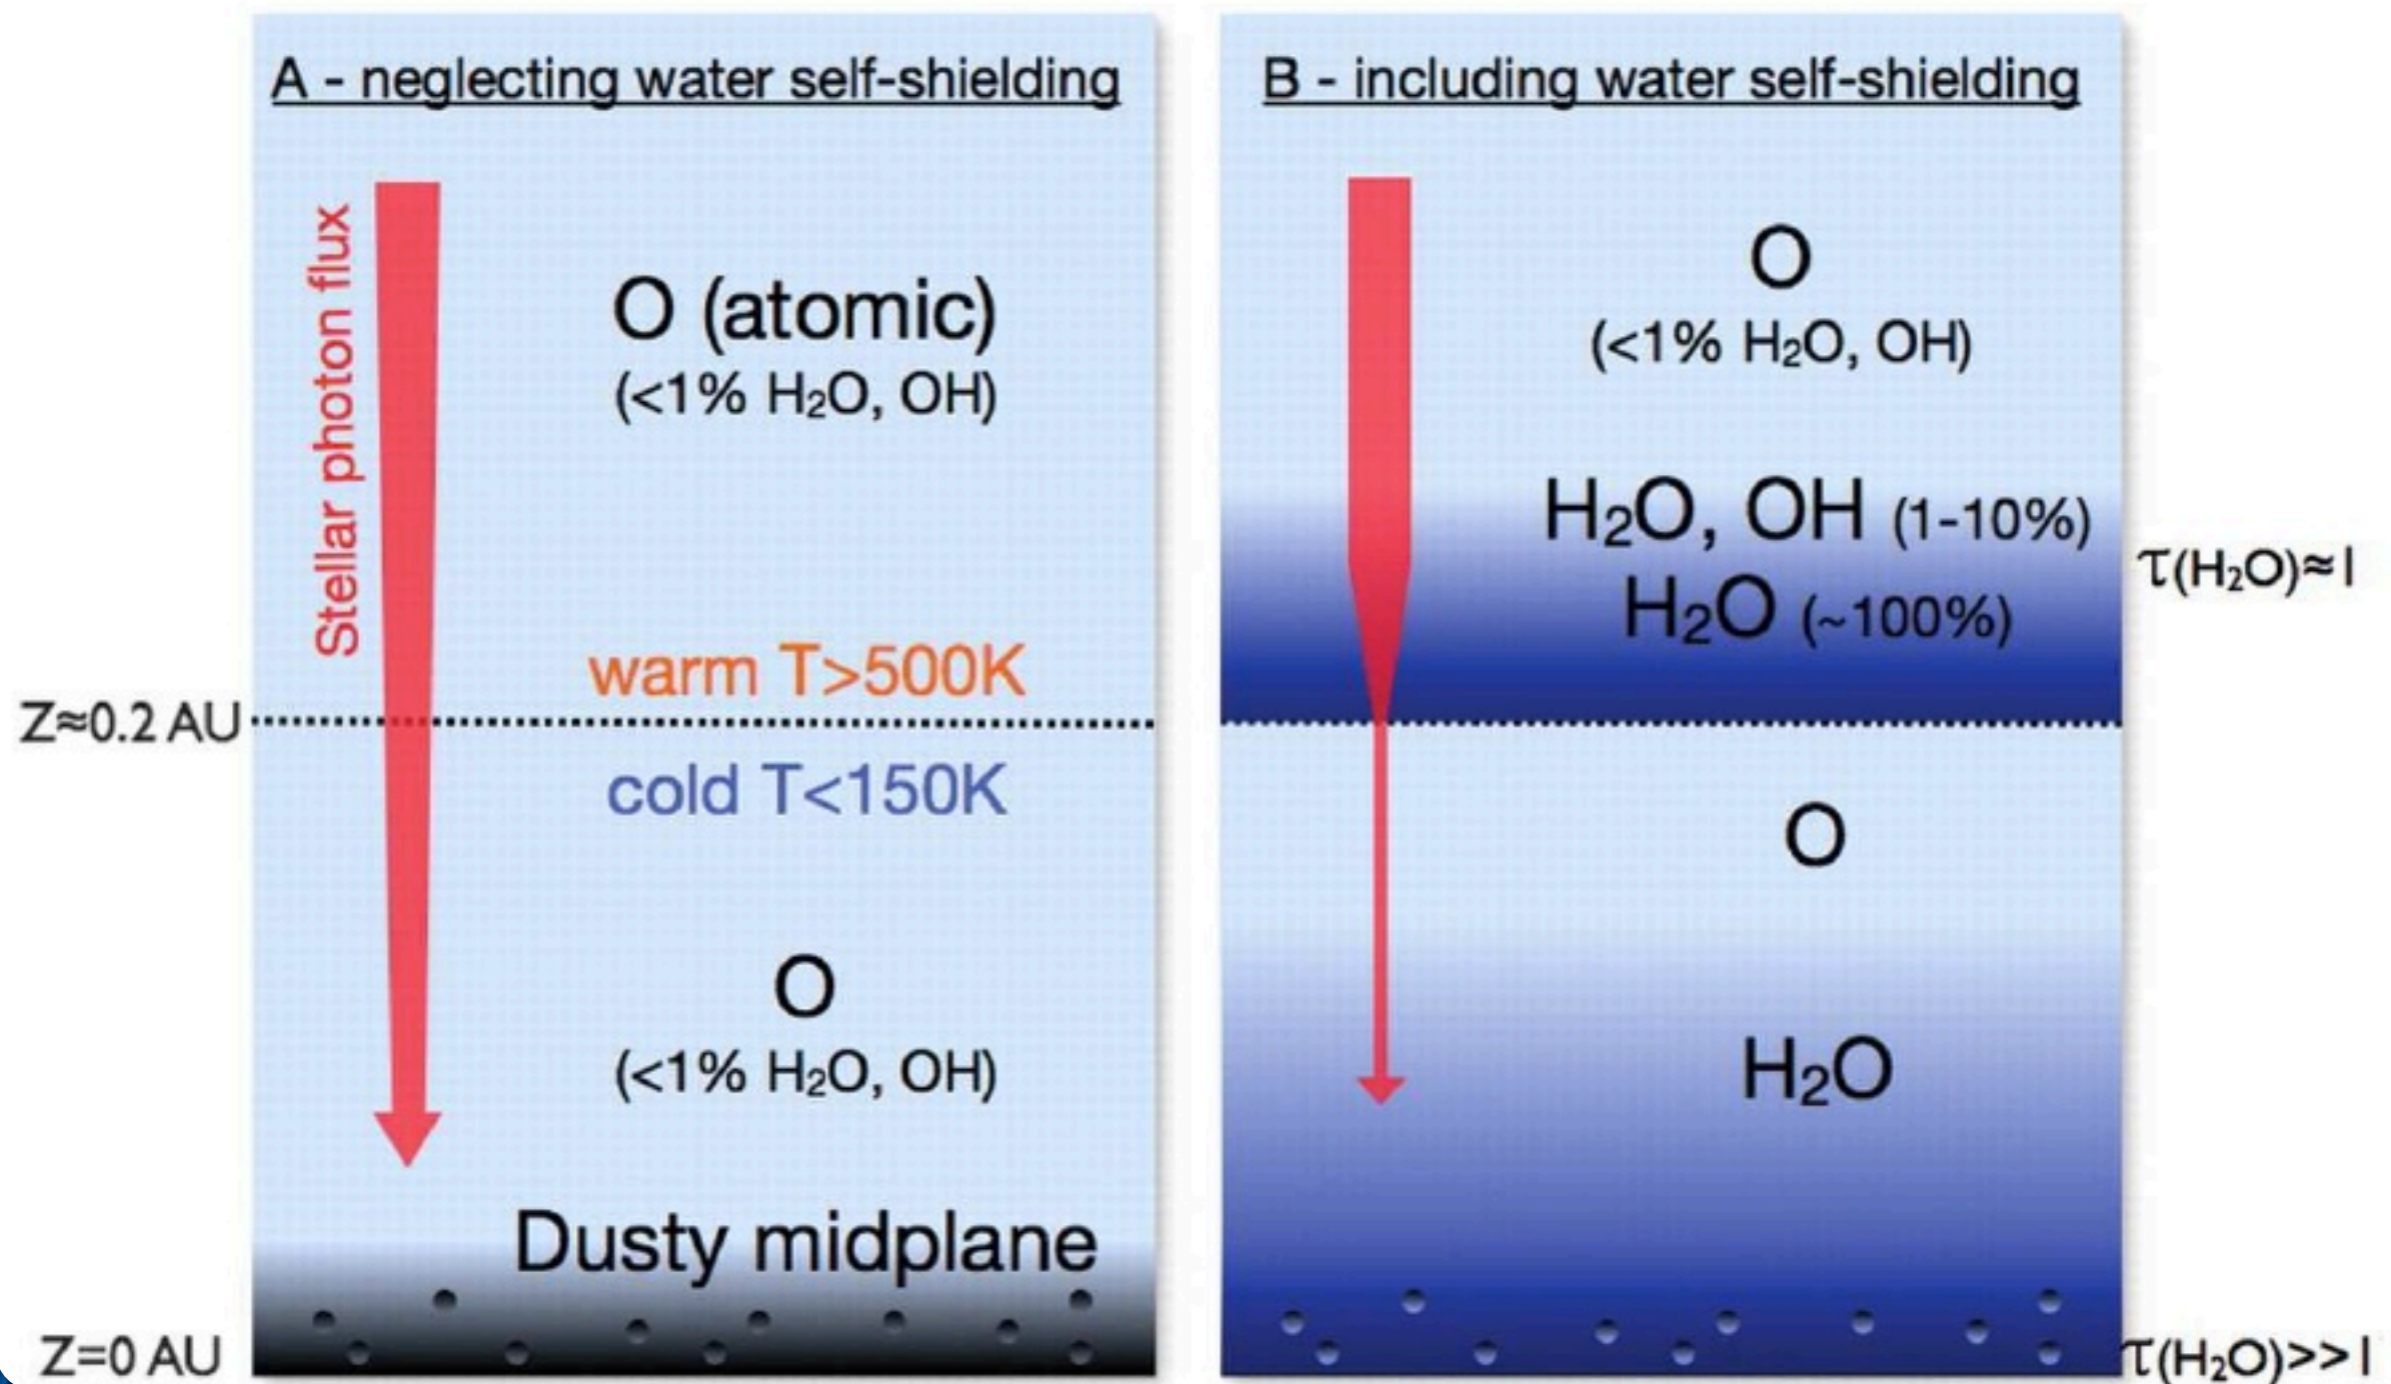 A - neglecting water self-shielding
Stellar photon flux
O (atomic)
(<1% H₂O, OH)
warm T>500K
Z≈0.2 AU
cold T<150K
O
(<1% H₂O, OH)
Dusty midplane
Z=0 AU
B - including water self-shielding
O
(<1% H₂O, OH)
H₂O, OH (1-10%)
τ(H₂O)≈1
H₂O (~100%)
O
H₂O
τ(H₂O)>>1